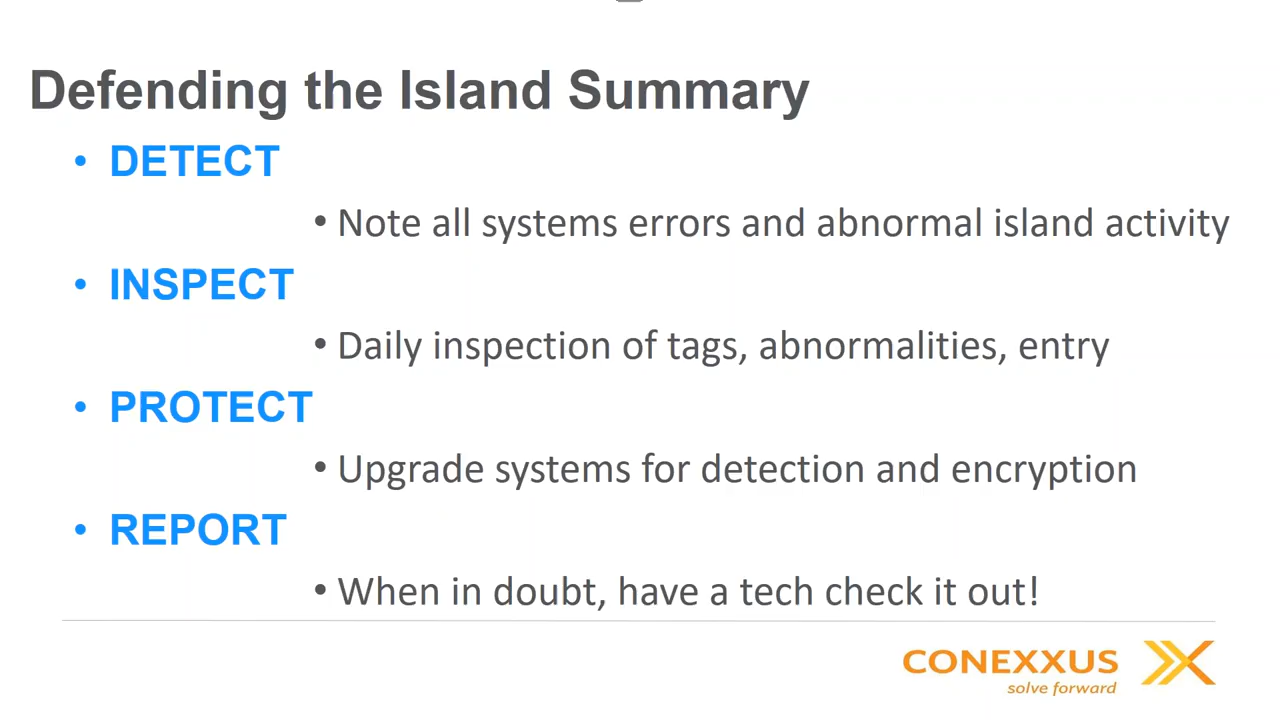 Defending the Island Summary
• DETECT
• Note all systems errors and abnormal island activity
• INSPECT
• Daily inspection of tags, abnormalities, entry
• PROTECT
• Upgrade systems for detection and encryption
• REPORT
• When in doubt, have a tech check it out!
CONEXXUS
solve forward